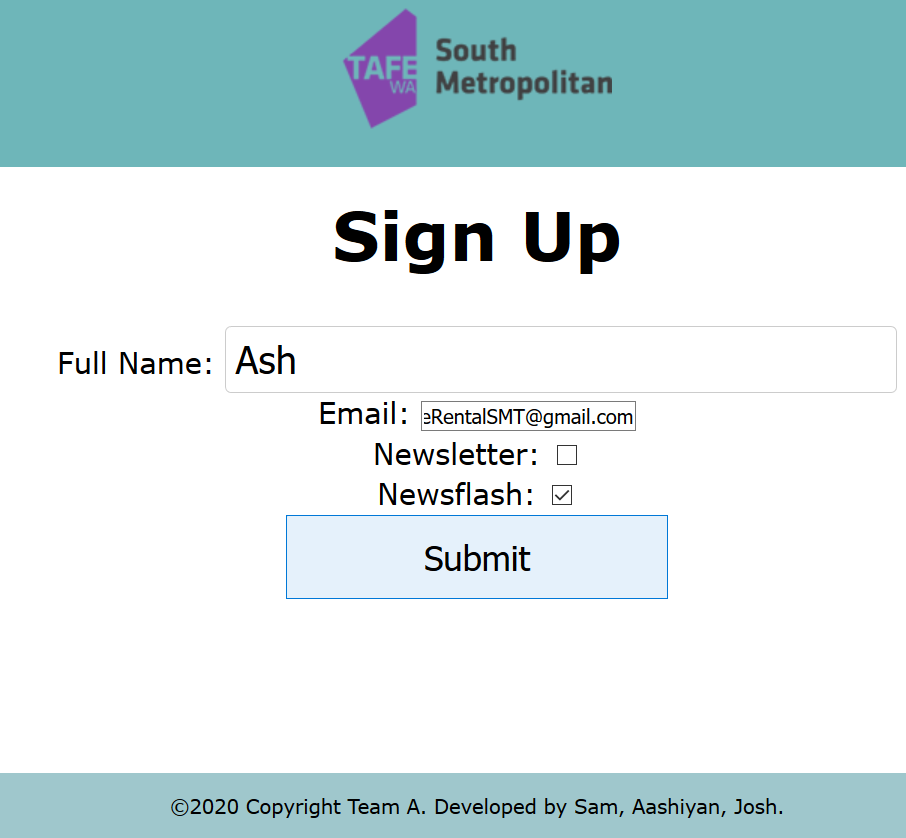 TAFE
WA
South
Metropolitan
Sign Up
Full Name: Ash
Email: eRentalSMT@gmail.com
Newsletter:
Newsflash:
Submit
©2020 Copyright Team A. Developed by Sam, Aashiyan, Josh.